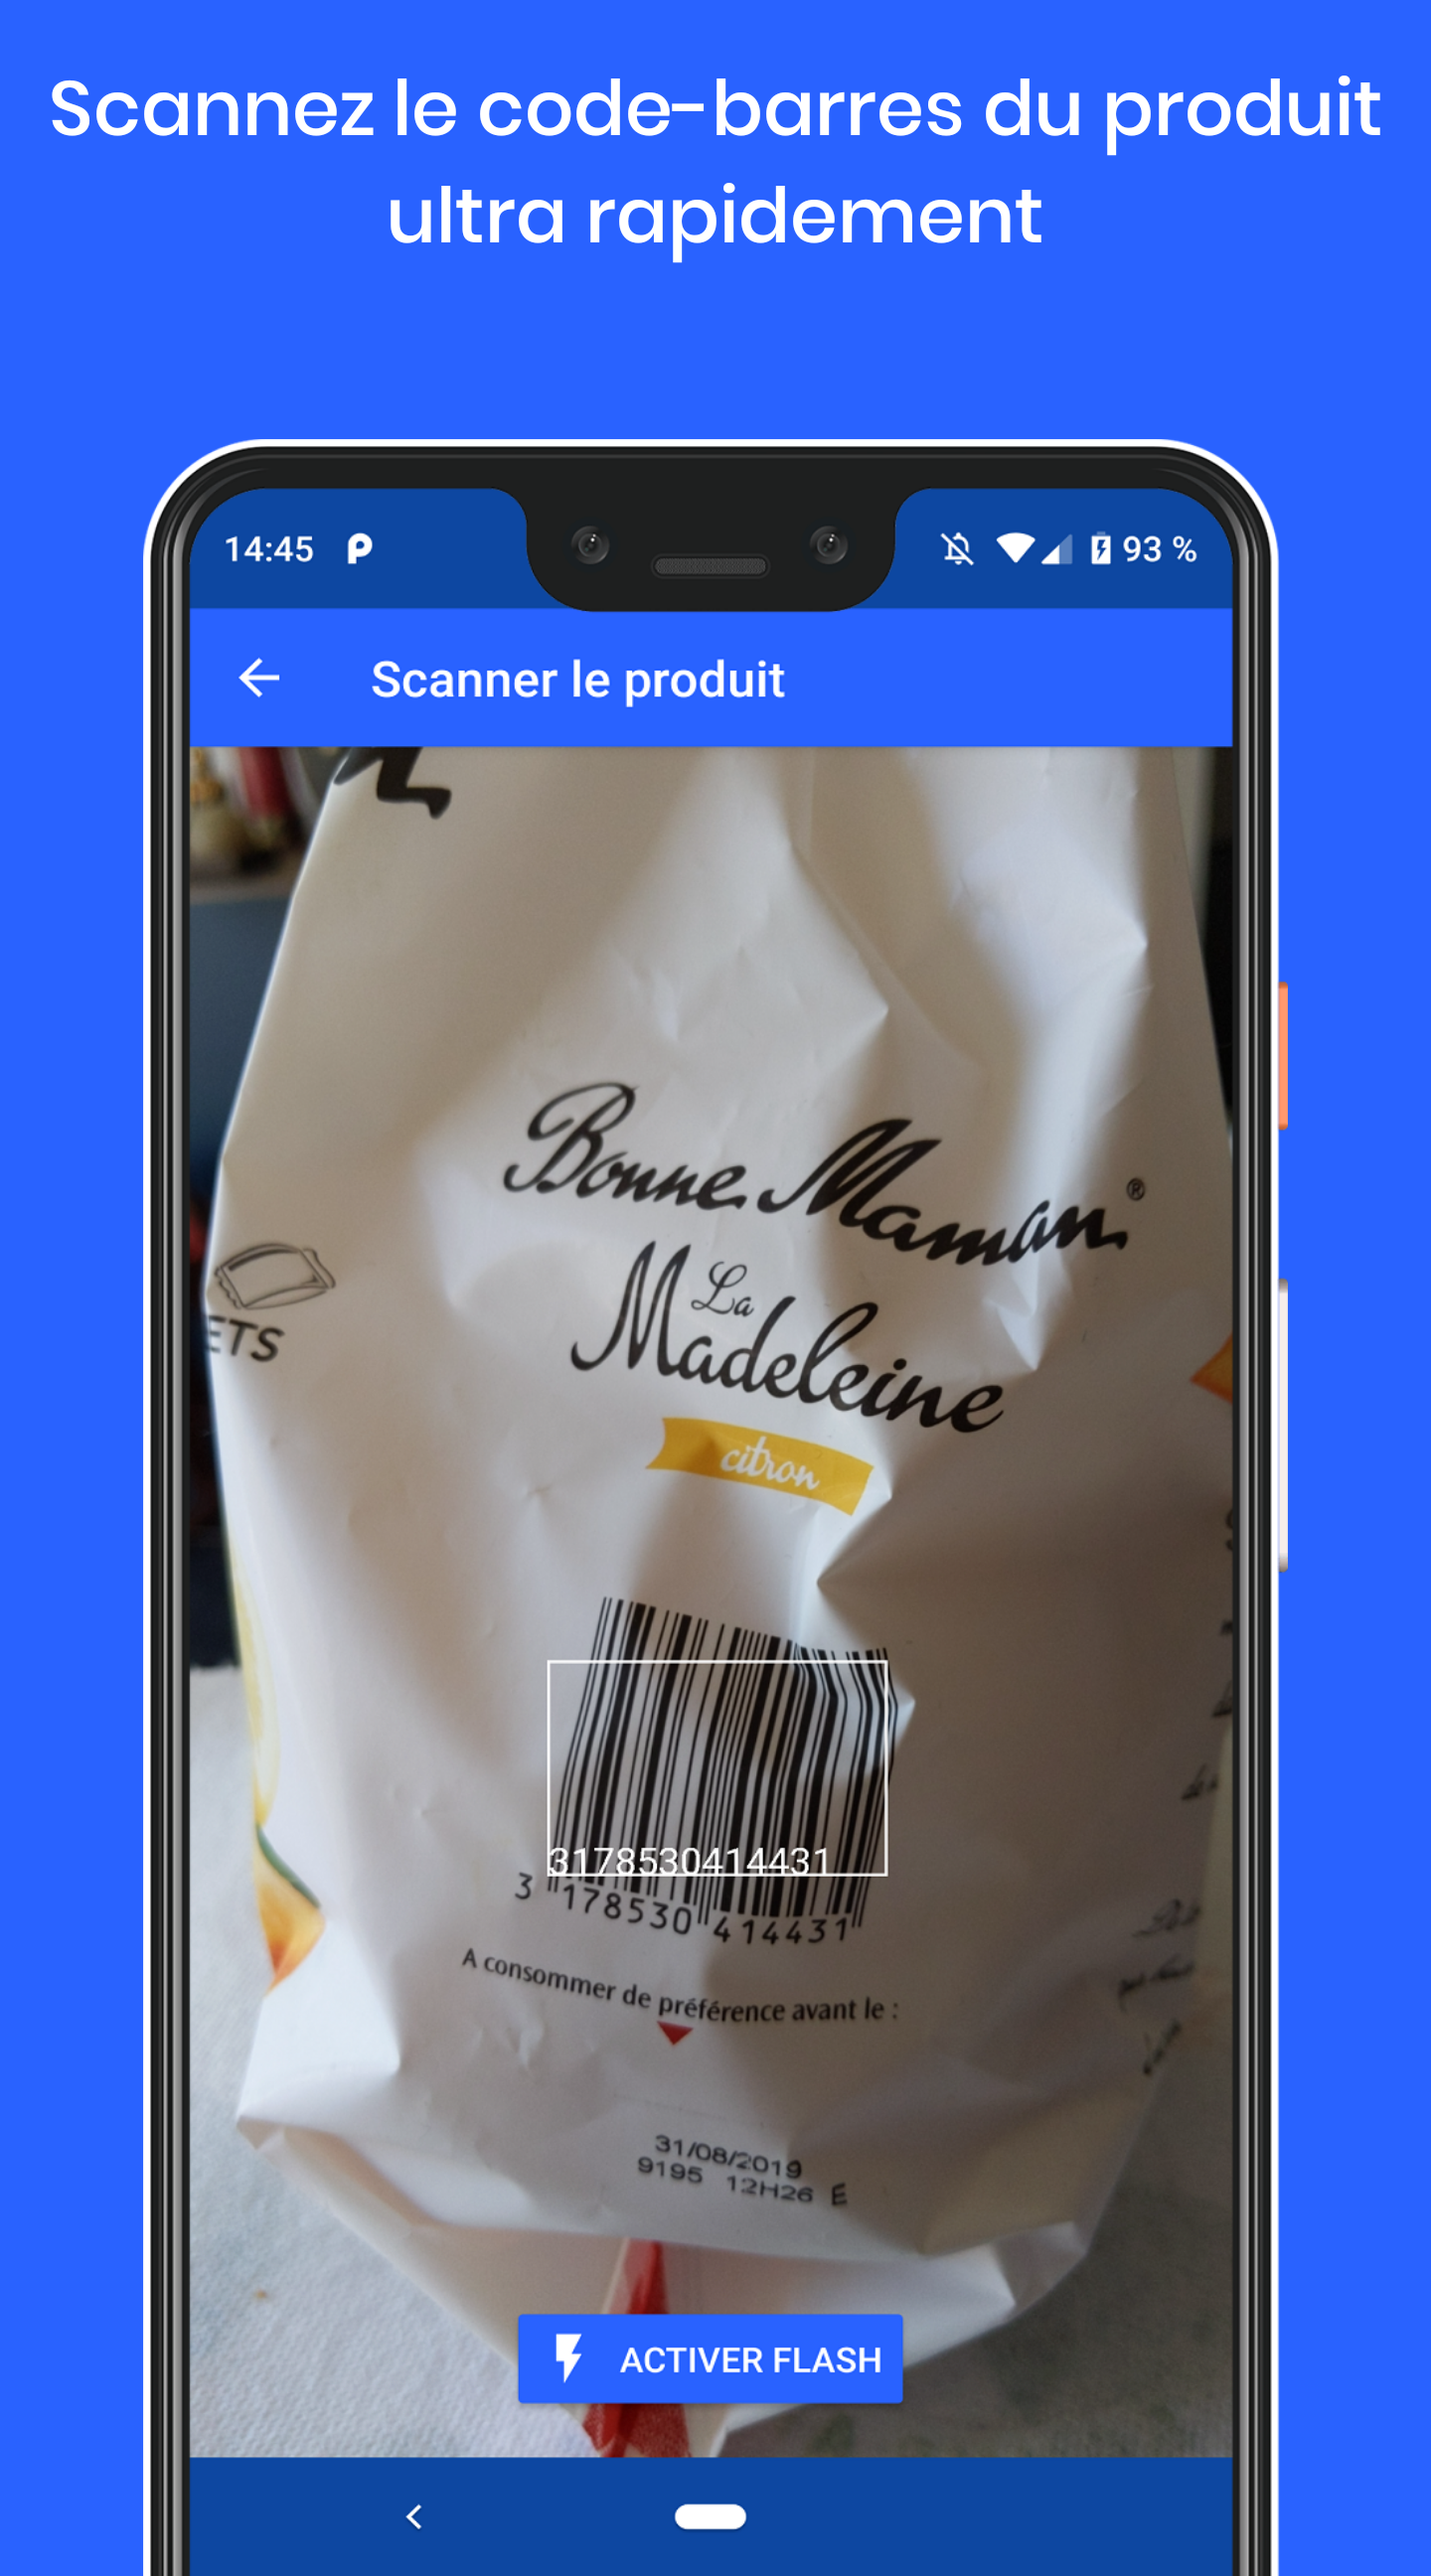 Scannez le code-barres du produit
ultra rapidement
14:45
93 %
Scanner le produit
Bonne Maman®
La
Madeleine
ETS
citron
3178530414431
3 178530 414431
A consommer de préférence avant le :
31/08/2019
9195 12H26 E
ACTIVER FLASH